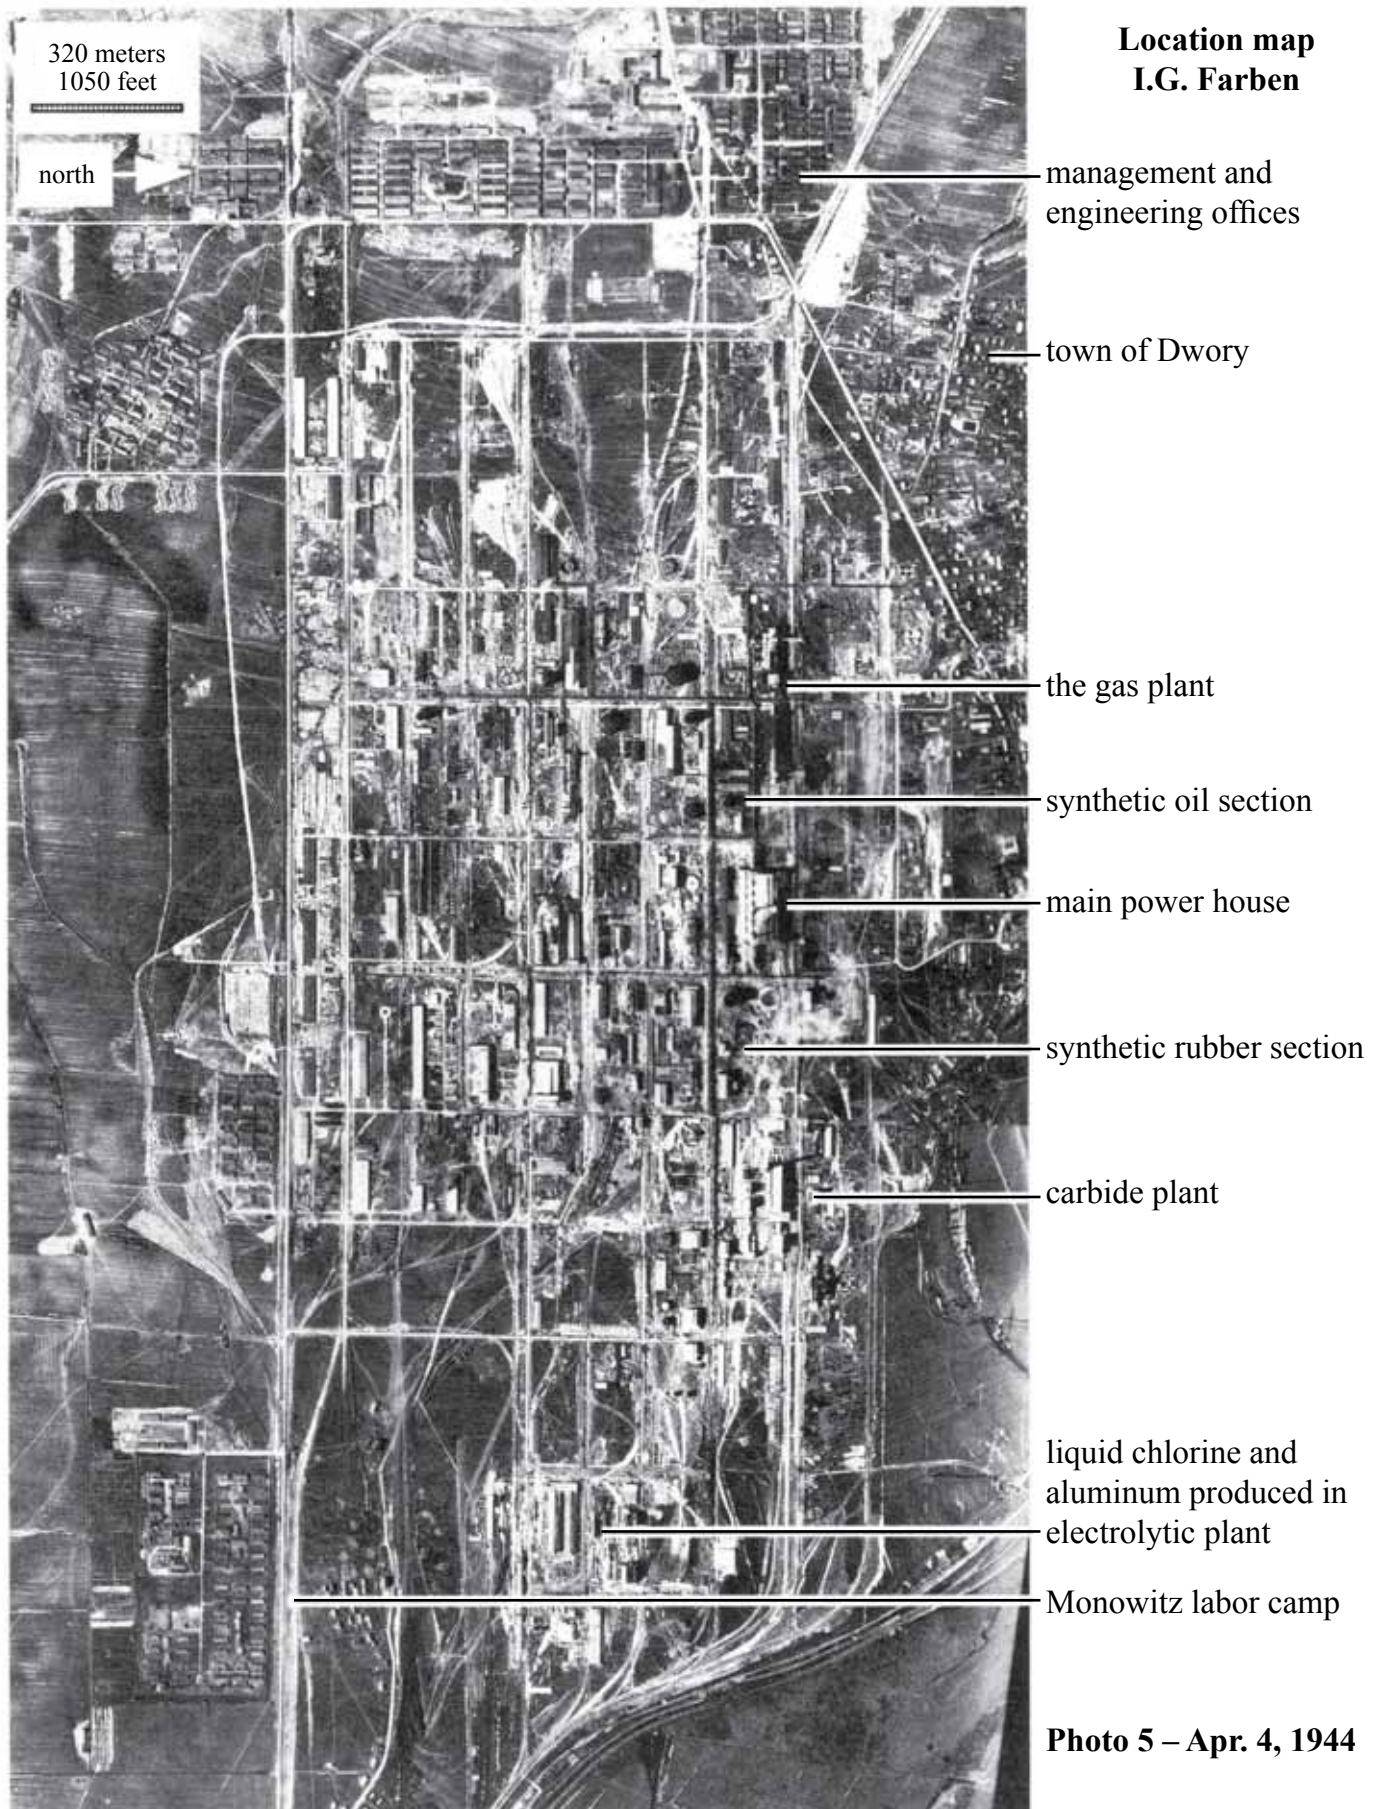 320 meters
1050 feet
north
Location map
I.G. Farben
management and
engineering offices
town of Dwory
the gas plant
synthetic oil section
main power house
synthetic rubber section
carbide plant
liquid chlorine and
aluminum produced in
electrolytic plant
Monowitz labor camp
Photo 5 – Apr. 4, 1944